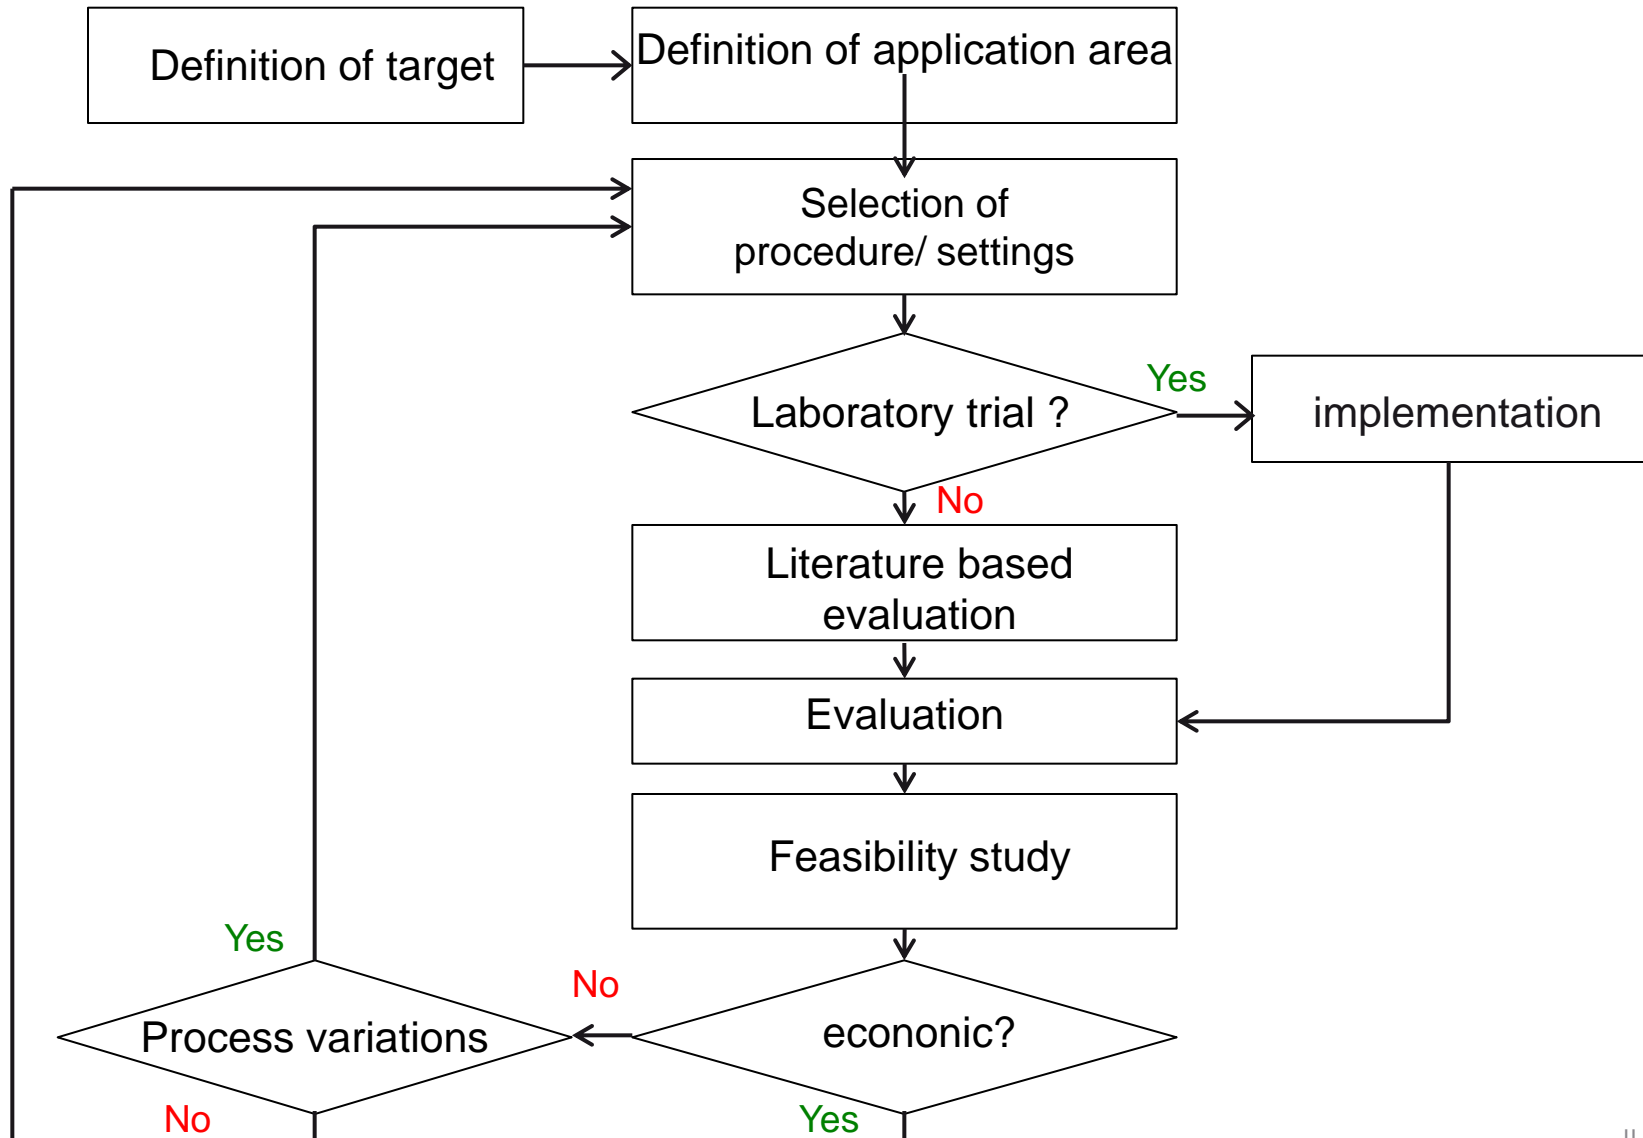 Definition of target
Definition of application area
Selection of
procedure/ settings
Yes
Laboratory trial ?
implementation
No
Literature based
evaluation
Evaluation
Feasibility study
Yes
No
Process variations
econonic?
No
Yes